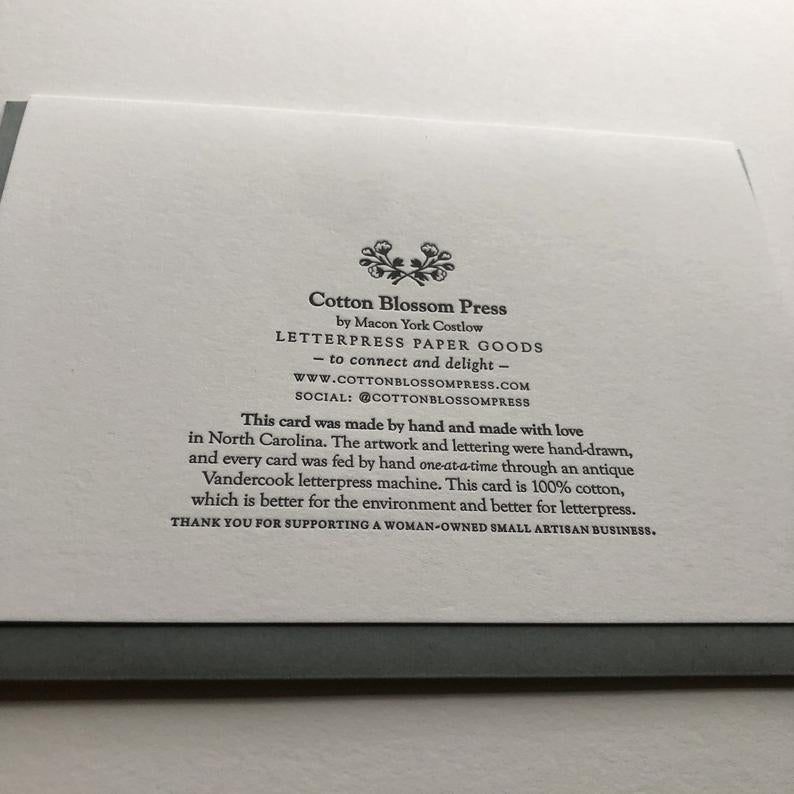 Cotton Blossom Press
by Macon York Costlow
LETTERPRESS PAPER GOODS
– to connect and delight –
WWW.COTTONBLOSSOMPRESS.COM
SOCIAL: @COTTONBLOSSOMPRESS
This card was made by hand and made with love
in North Carolina. The artwork and lettering were hand-drawn,
and every card was fed by hand one-at-a-time through an antique
Vandercook letterpress machine. This card is 100% cotton,
which is better for the environment and better for letterpress.
THANK YOU FOR SUPPORTING A WOMAN-OWNED SMALL ARTISAN BUSINESS.